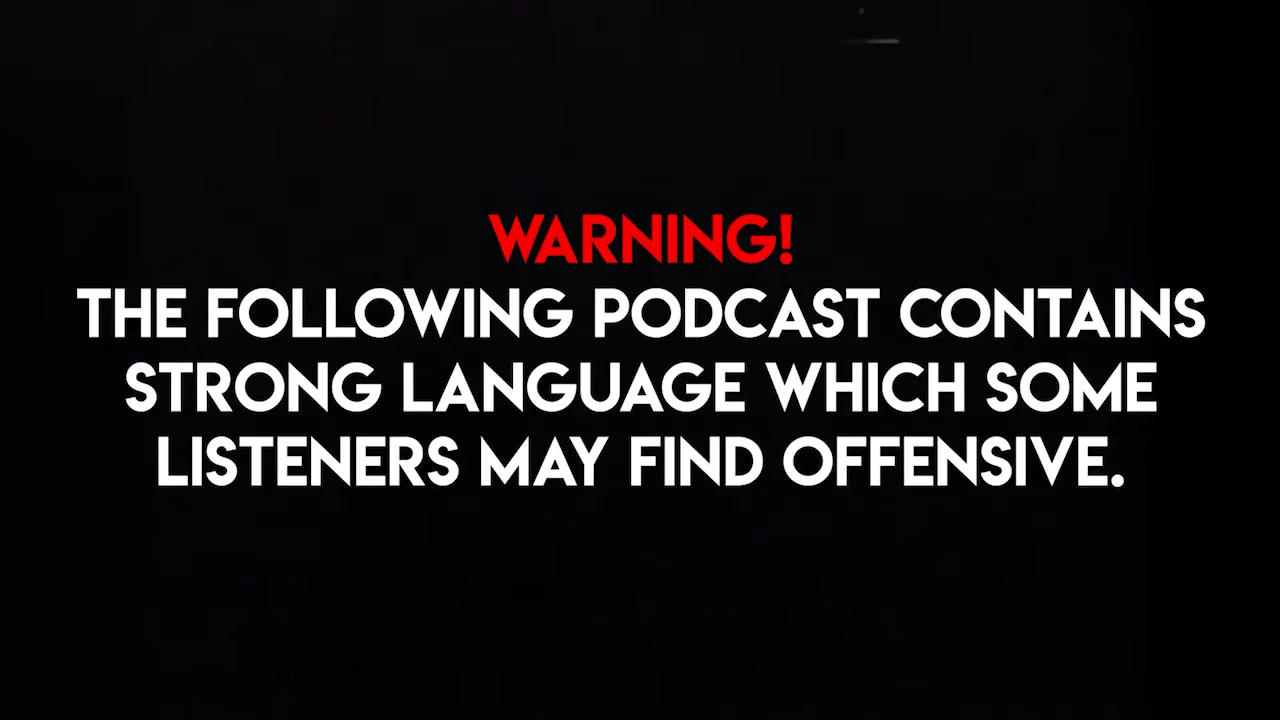 WARNING!
THE FOLLOWING PODCAST CONTAINS
STRONG LANGUAGE WHICH SOME
LISTENERS MAY FIND OFFENSIVE.